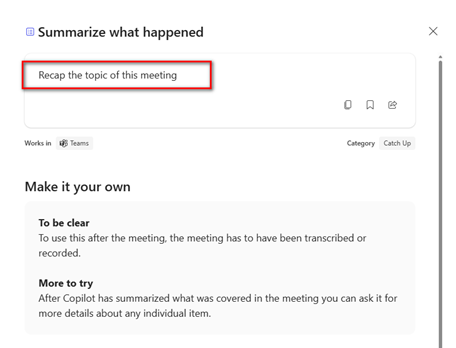 Summarize what happened
Recap the topic of this meeting
Works in Teams Category Catch Up
Make it your own
To be clear
To use this after the meeting, the meeting has to have been transcribed or
recorded.
More to try
After Copilot has summarized what was covered in the meeting you can ask it for
more details about any individual item.